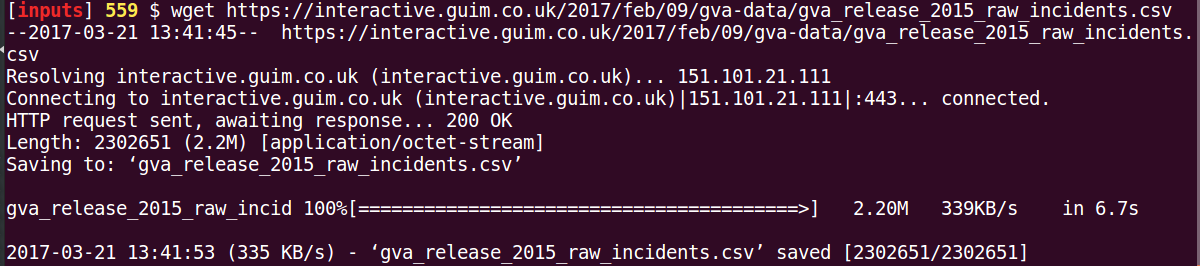 [inputs] 559 $ wget https://interactive.guim.co.uk/2017/feb/09/gva-data/gva_release_2015_raw_incidents.csv
--2017-03-21 13:41:45--  https://interactive.guim.co.uk/2017/feb/09/gva-data/gva_release_2015_raw_incidents.
csv
Resolving interactive.guim.co.uk (interactive.guim.co.uk)... 151.101.21.111
Connecting to interactive.guim.co.uk (interactive.guim.co.uk)|151.101.21.111|:443... connected.
HTTP request sent, awaiting response... 200 OK
Length: 2302651 (2.2M) [application/octet-stream]
Saving to: ‘gva_release_2015_raw_incidents.csv’

gva_release_2015_raw_incid 100%[========================================>]   2.20M   339KB/s    in 6.7s

2017-03-21 13:41:53 (335 KB/s) - ‘gva_release_2015_raw_incidents.csv’ saved [2302651/2302651]